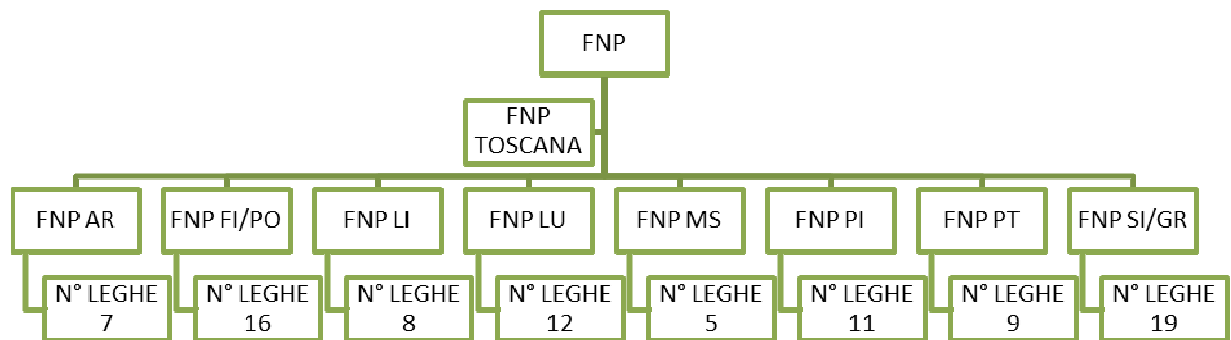 FNP
FNP
TOSCANA
FNP AR
FNP FI/PO
FNP LI
FNP LU
FNP MS
FNP PI
FNP PT
FNP SI/GR
N° LEGHE
7
N° LEGHE
16
N° LEGHE
8
N° LEGHE
12
N° LEGHE
5
N° LEGHE
11
N° LEGHE
9
N° LEGHE
19